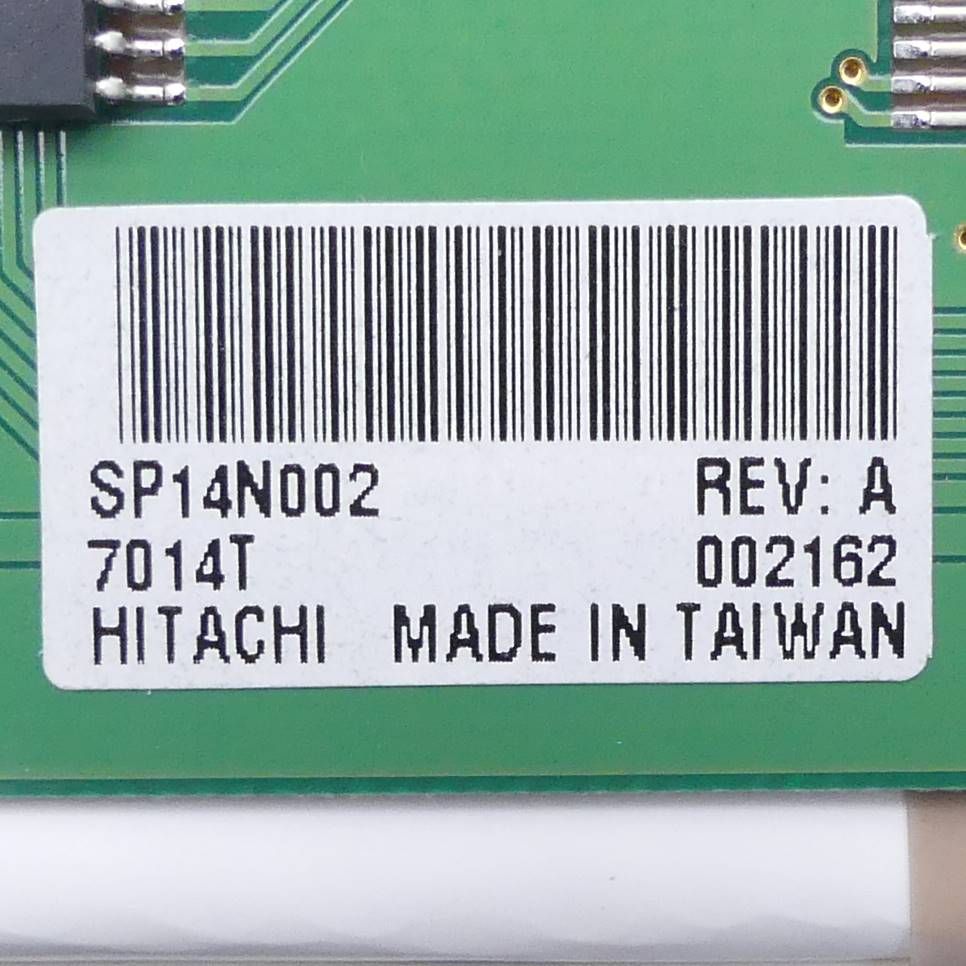 SP14N002 REV: A
7014T 002162
HITACHI MADE IN TAIWAN